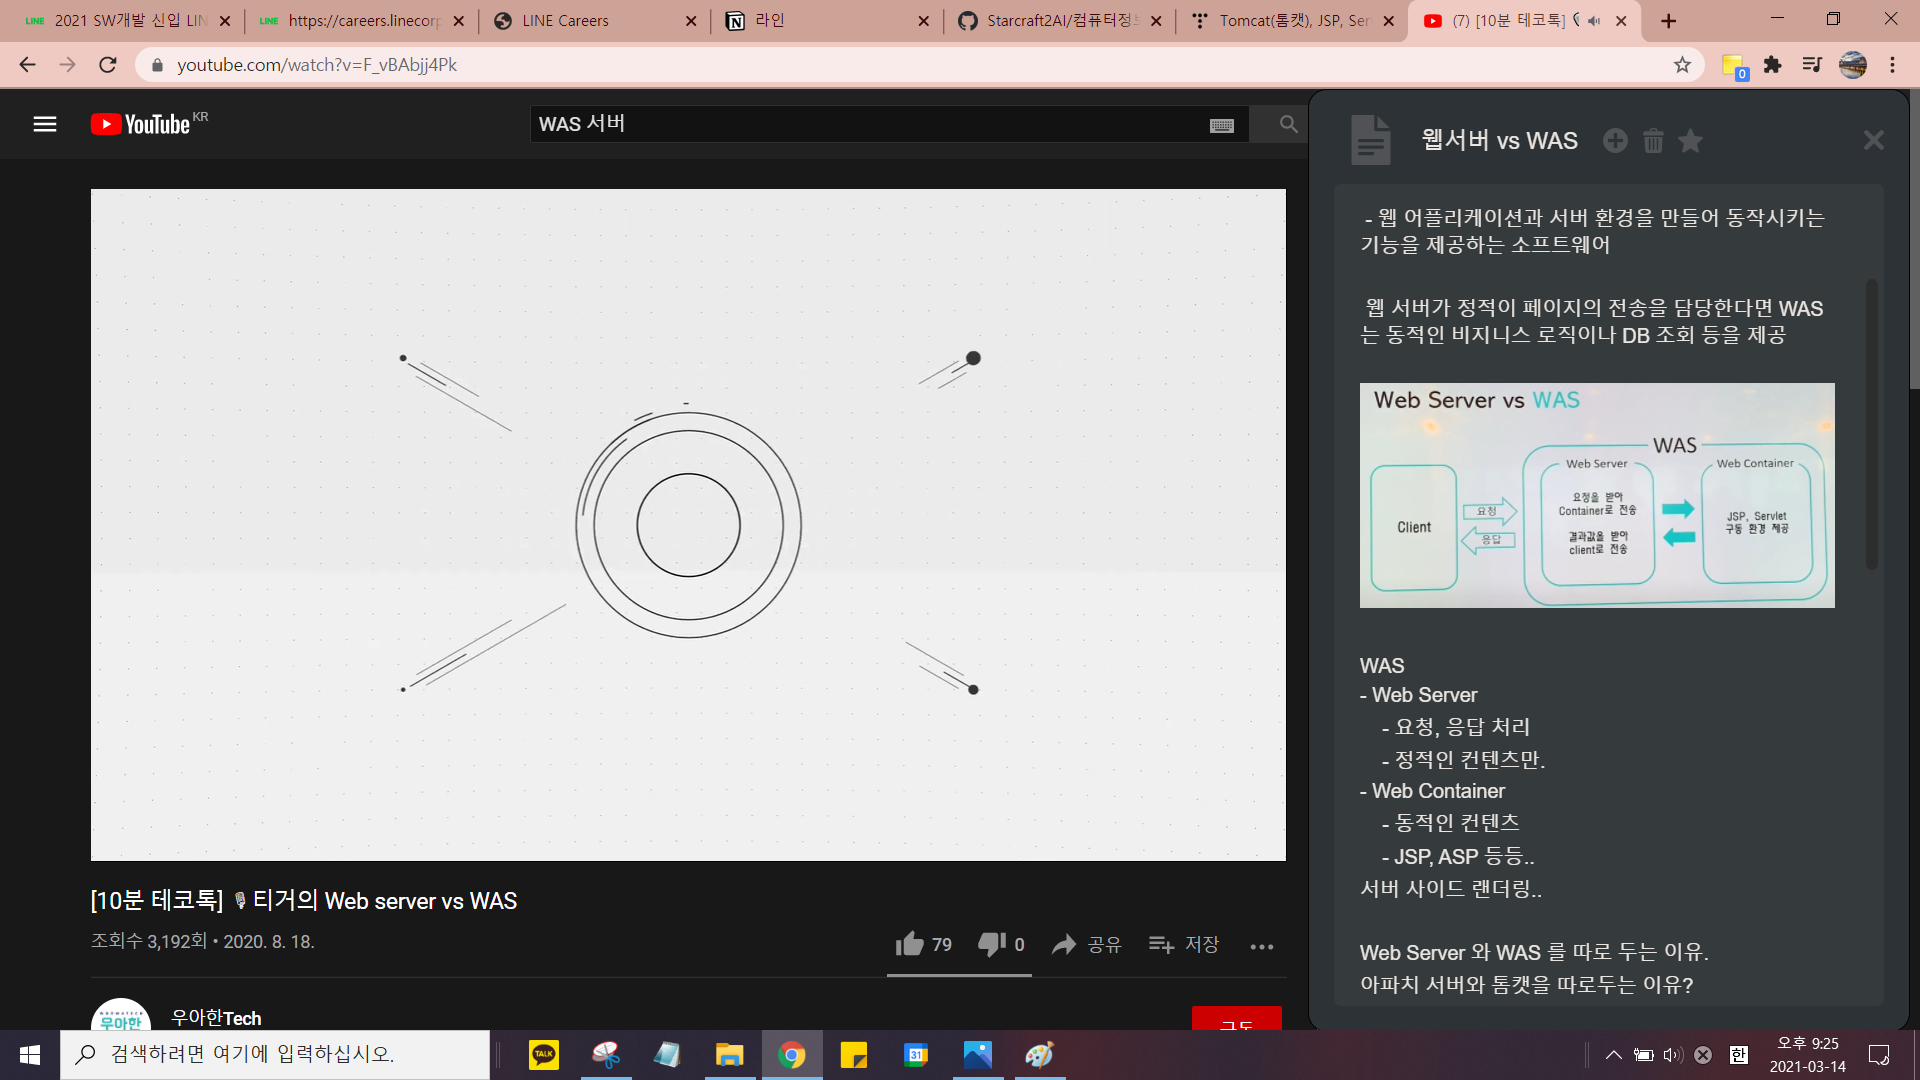 2021 SW개발 신입 LIN
https://careers.linecorp
LINE Careers
라인
Starcraft2AI/컴퓨터정보
Tomcat(톰캣), JSP, Ser
(7) [10분 테코톡]
youtube.com/watch?v=F_vBAbjj4Pk
0
YouTube KR
WAS 서버
웹서버 vs WAS
- 웹 어플리케이션과 서버 환경을 만들어 동작시키는
기능을 제공하는 소프트웨어
웹 서버가 정적이 페이지의 전송을 담당한다면 WAS
는 동적인 비지니스 로직이나 DB 조회 등을 제공
Web Server vs WAS
WAS
Web Server
Web Container
요청을 받아
Container로 전송
결과값을 받아
client로 전송
JSP, Servlet
구동 환경 제공
Client
요청
응답
WAS
- Web Server
- 요청, 응답 처리
- 정적인 컨텐츠만.
- Web Container
- 동적인 컨텐츠
- JSP, ASP 등등..
서버 사이드 랜더링..
Web Server 와 WAS 를 따로 두는 이유.
아파치 서버와 톰캣을 따로두는 이유?
[10분 테코톡] 🎙티거의 Web server vs WAS
조회수 3,192회 • 2020. 8. 18.
79
0
공유
저장
우아한
우아한Tech
구독
검색하려면 여기에 입력하십시오.
TALK
31
한
오후 9:25
2021-03-14